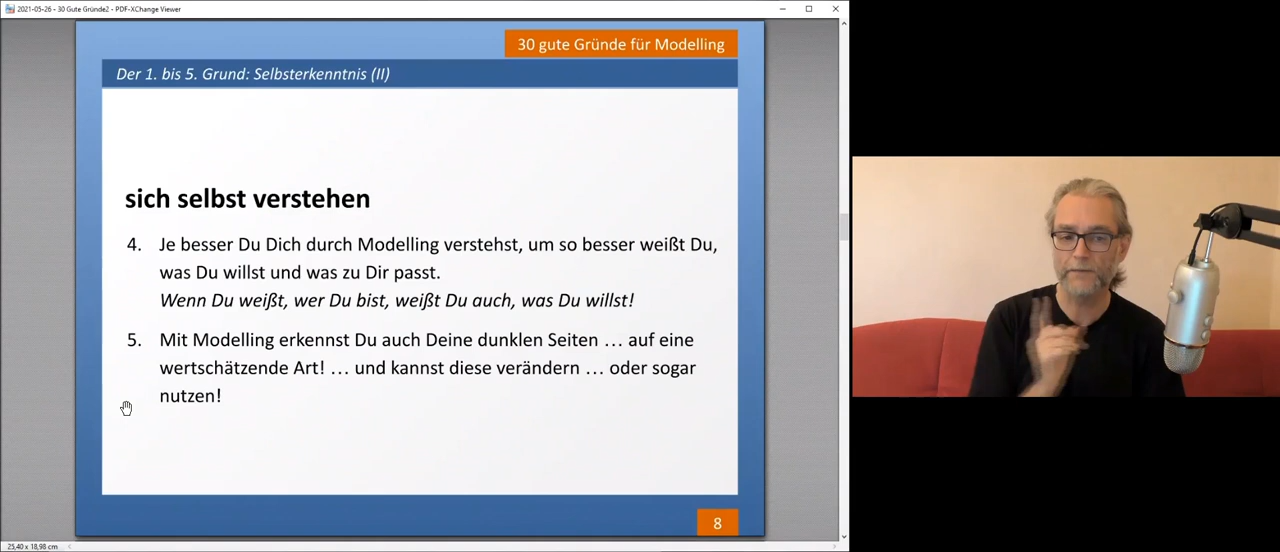 2021-05-26 - 30 Gute Gründe2 - PDF-XChange Viewer
30 gute Gründe für Modelling
Der 1. bis 5. Grund: Selbsterkenntnis (II)
sich selbst verstehen
4. Je besser Du Dich durch Modelling verstehst, um so besser weißt Du,
was Du willst und was zu Dir passt.
Wenn Du weißt, wer Du bist, weißt Du auch, was Du willst!
5. Mit Modelling erkennst Du auch Deine dunklen Seiten … auf eine
wertschätzende Art! … und kannst diese verändern … oder sogar
nutzen!
8
25,40 x 18,98 cm